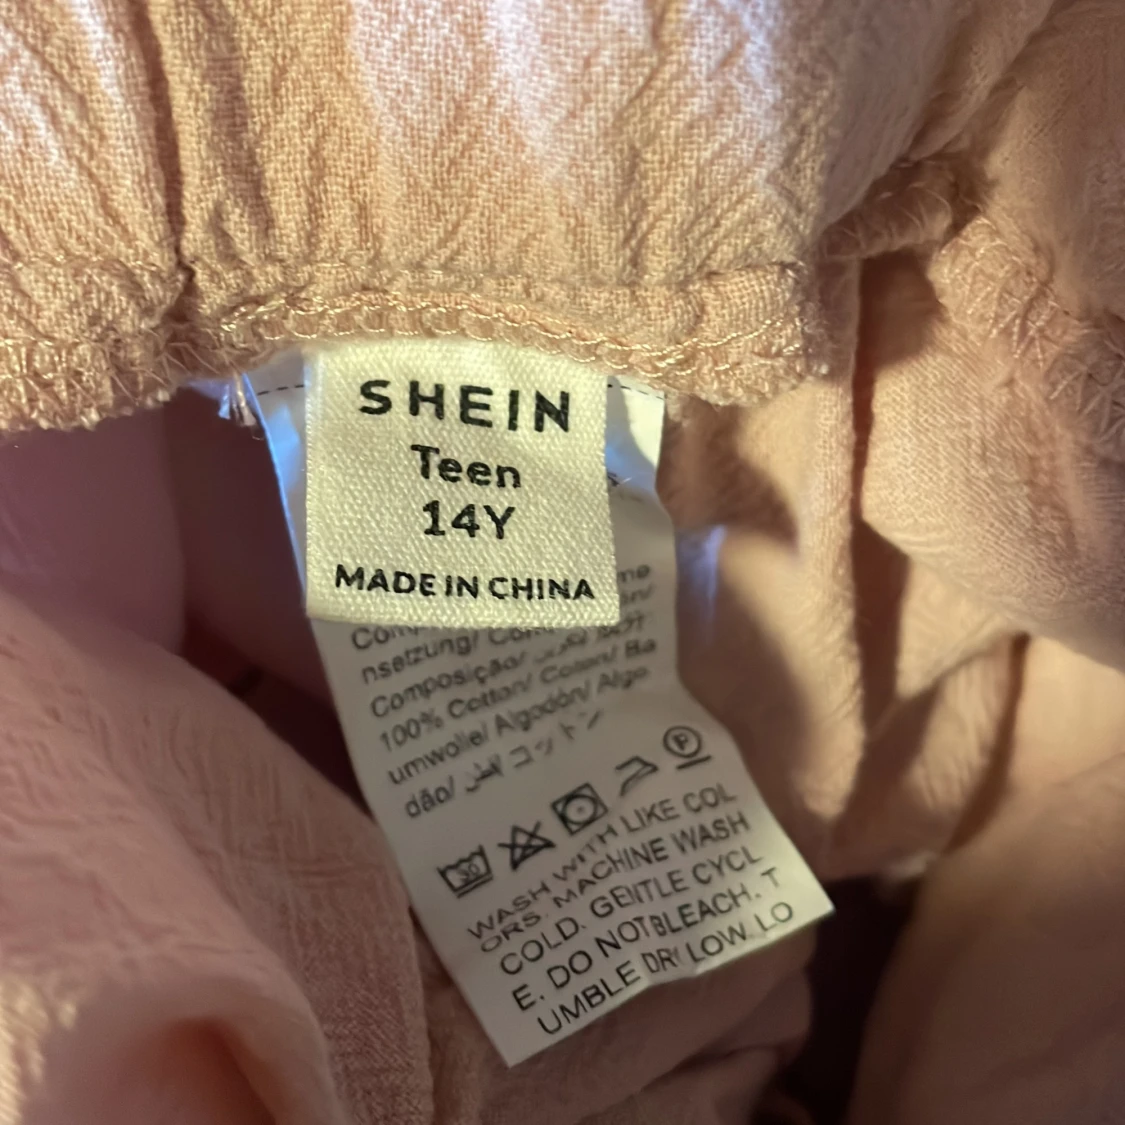 SHEIN
Teen
14Y
MADE IN CHINA
nsetzung/
Composição/
100% Cotton/ Coton/ Ba
umwolle/ Algodón/ Algo
dão/ コットン
30
P
WASH WITH LIKE COL
ORS. MACHINE WASH
COLD. GENTLE CYCL
E. DO NOT BLEACH. T
UMBLE DRY LOW. LO